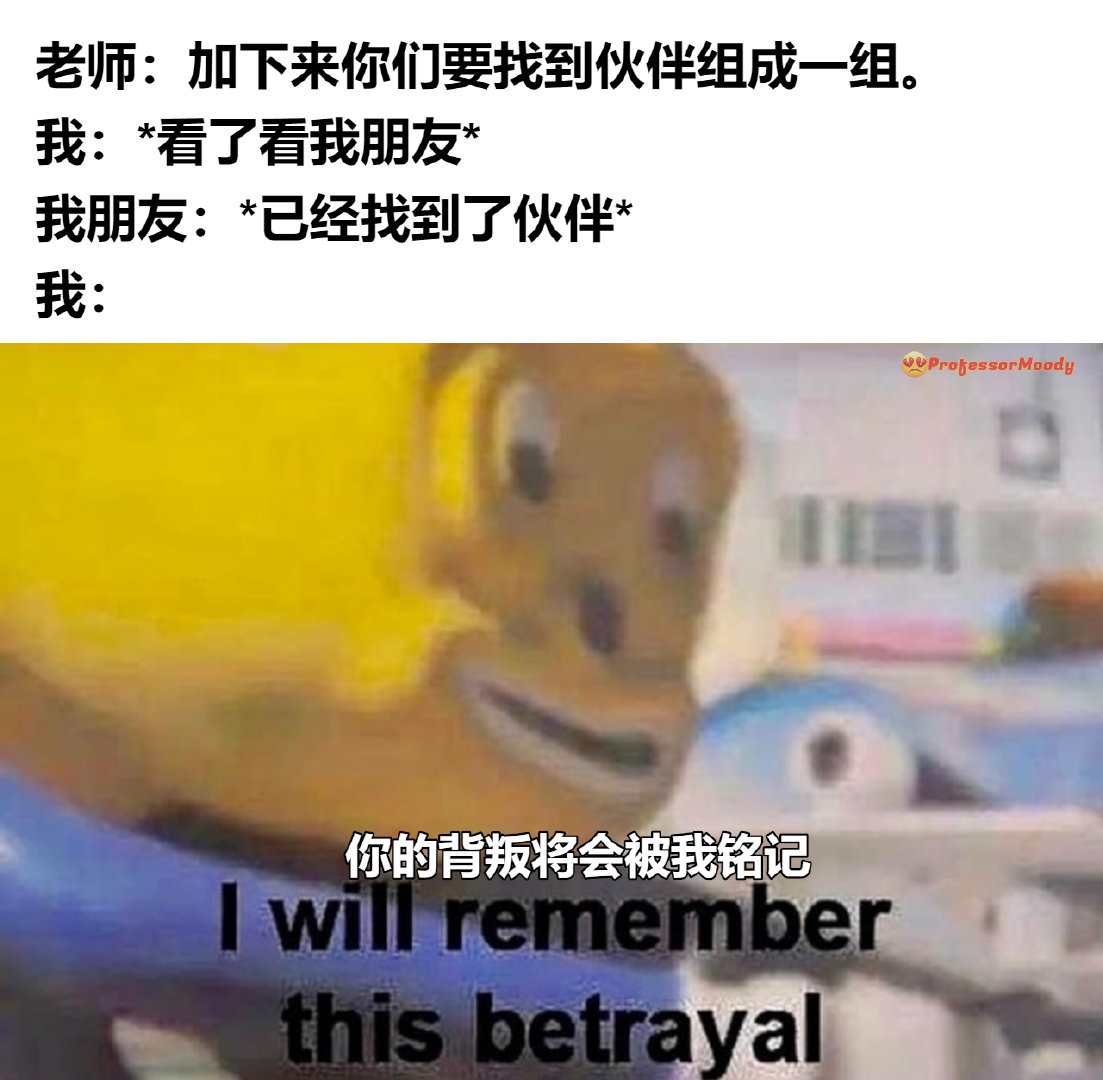 老师：加下来你们要找到伙伴组成一组。
我：*看了看我朋友*
我朋友：*已经找到了伙伴*
我：
ProfessorMoody
你的背叛将会被我铭记
I will remember
this betrayal